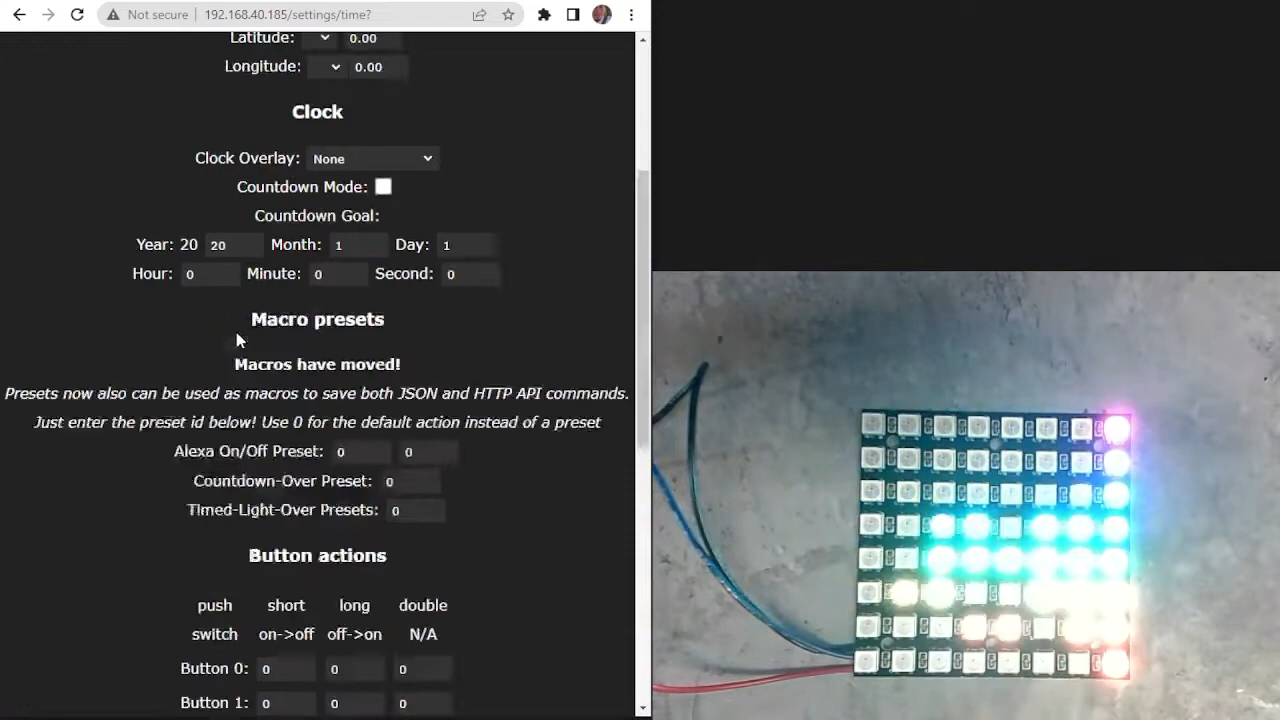 Not secure 192.168.40.185/settings/time?
Latitude: 0.00
Longitude: 0.00
Clock
Clock Overlay: None
Countdown Mode:
Countdown Goal:
Year: 20 20 Month: 1 Day: 1
Hour: 0 Minute: 0 Second: 0
Macro presets
Macros have moved!
Presets now also can be used as macros to save both JSON and HTTP API commands.
Just enter the preset id below! Use 0 for the default action instead of a preset
Alexa On/Off Preset: 0 0
Countdown-Over Preset: 0
Timed-Light-Over Presets: 0
Button actions
push short long double
switch on->off off->on N/A
Button 0: 0 0 0
Button 1: 0 0 0